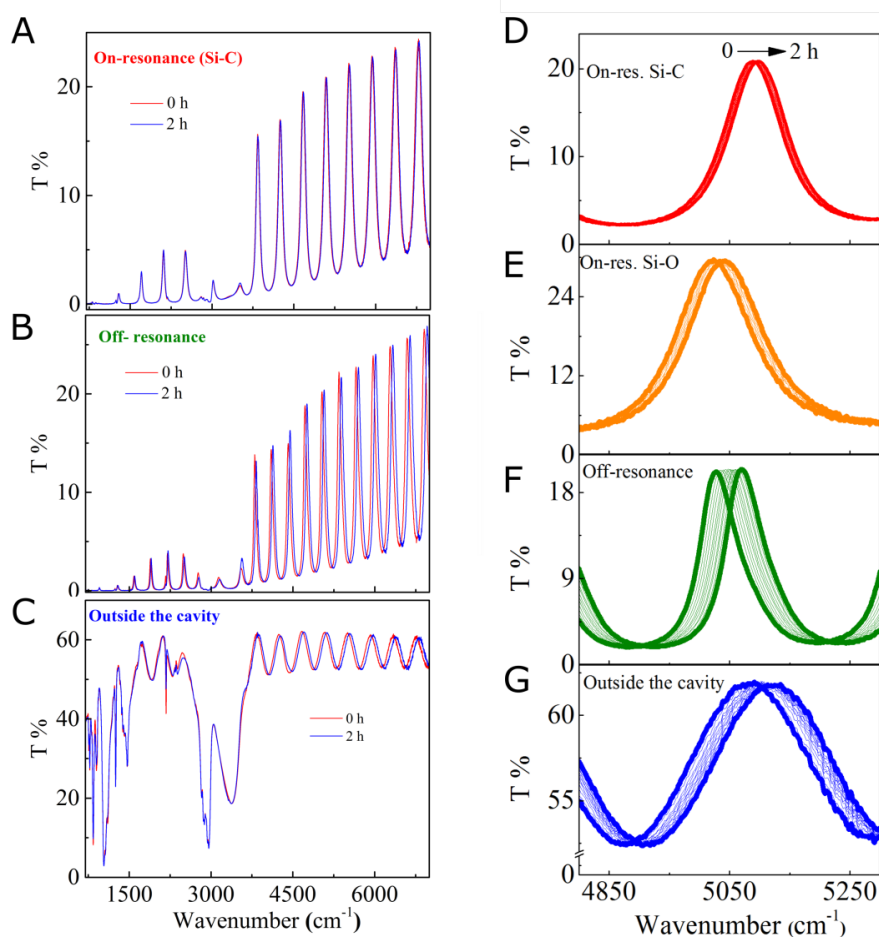 A
On-resonance (Si-C)
0 h
2 h
T %
20
10
0
B
Off- resonance
0 h
2 h
T %
20
10
0
C
Outside the cavity
0 h
2 h
T %
60
40
20
0
1500 3000 4500 6000
Wavenumber (cm-1)
D
On-res. Si-C
0 2 h
T %
20
10
0
E
On-res. Si-O
T %
24
12
0
F
Off-resonance
T %
18
9
0
G
Outside the cavity
T %
60
55
0
4850 5050 5250
Wavenumber (cm-1)